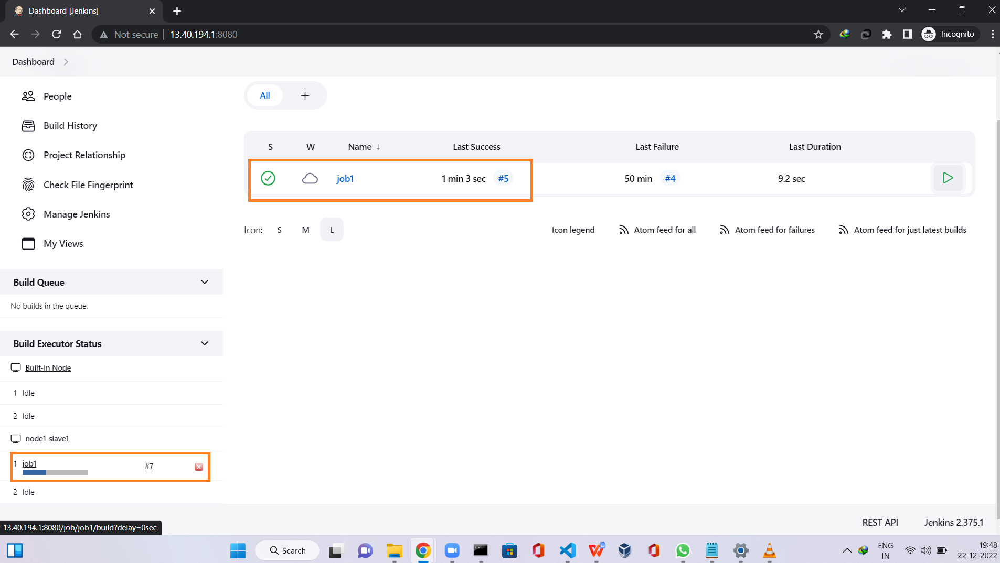 Dashboard [Jenkins]
Not secure 13.40.194.1:8080
Incognito
Dashboard
People
Build History
Project Relationship
Check File Fingerprint
Manage Jenkins
My Views
Build Queue
No builds in the queue.
Build Executor Status
Built-In Node
1 Idle
2 Idle
node1-slave1
1 job1 #7
2 Idle
All +
S W Name ↓ Last Success Last Failure Last Duration
job1 1 min 3 sec #5 50 min #4 9.2 sec
Icon: S M L Icon legend Atom feed for all Atom feed for failures Atom feed for just latest builds
REST API Jenkins 2.375.1
13.40.194.1:8080/job/job1/build?delay=0sec
Search
ENG
IN
19:48
22-12-2022